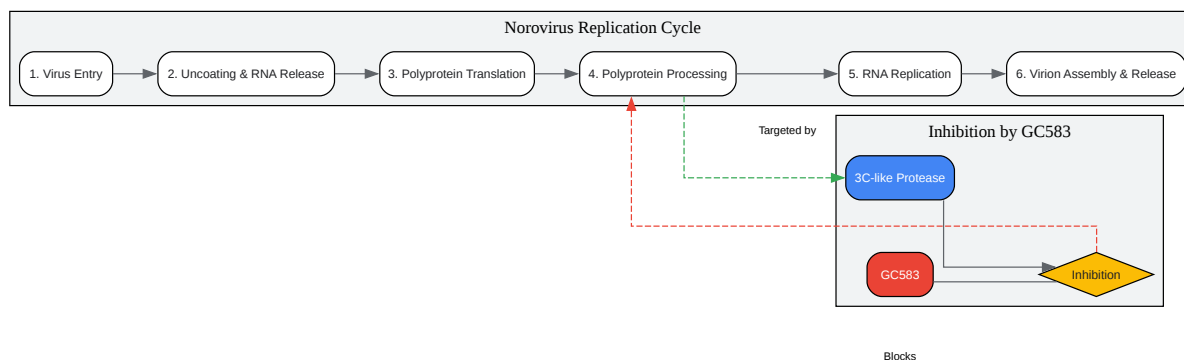 Norovirus Replication Cycle
1. Virus Entry
2. Uncoating & RNA Release
3. Polyprotein Translation
4. Polyprotein Processing
5. RNA Replication
6. Virion Assembly & Release
Targeted by
Inhibition by GC583
3C-like Protease
GC583
Inhibition
Blocks